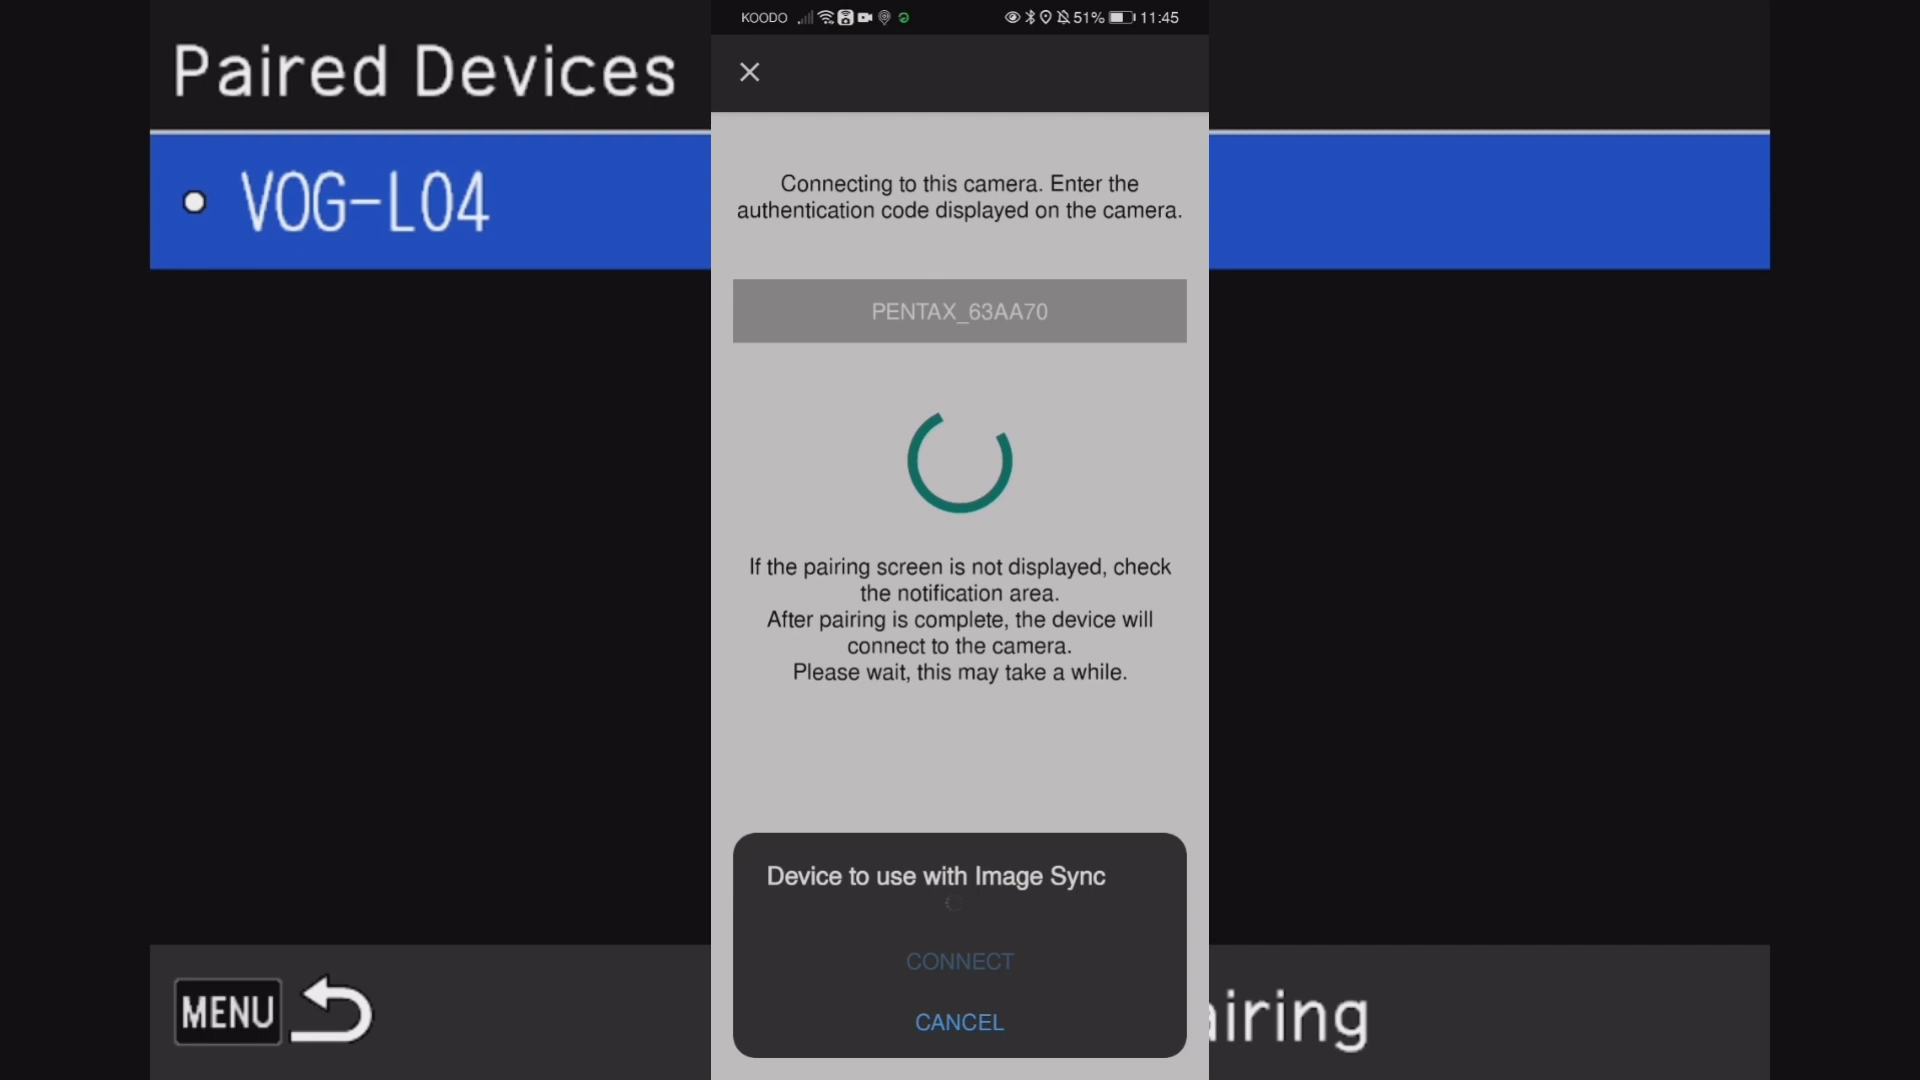 Paired Devices
VOG-L04
MENU
airing
KOODO
51%
11:45
Connecting to this camera. Enter the
authentication code displayed on the camera.
PENTAX_63AA70
If the pairing screen is not displayed, check
the notification area.
After pairing is complete, the device will
connect to the camera.
Please wait, this may take a while.
Device to use with Image Sync
CONNECT
CANCEL